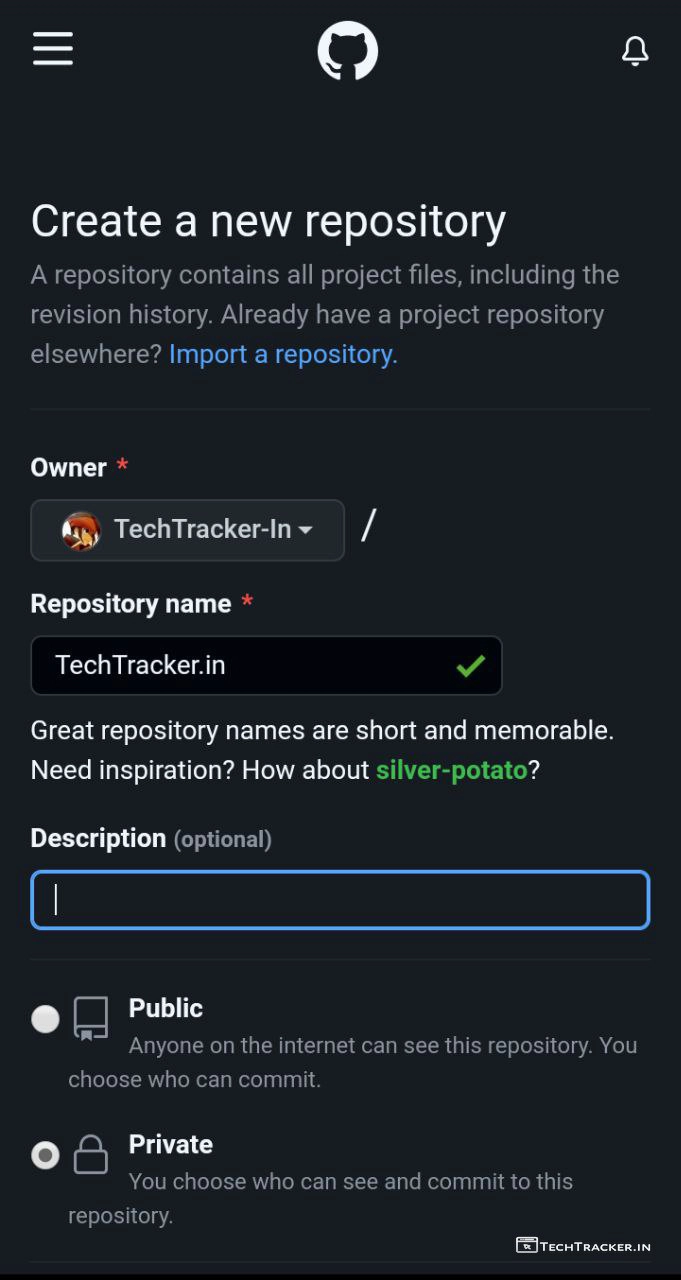 Create a new repository
A repository contains all project files, including the
revision history. Already have a project repository
elsewhere? Import a repository.
Owner *
TechTracker-In /
Repository name *
TechTracker.in
Great repository names are short and memorable.
Need inspiration? How about silver-potato?
Description (optional)
Public
Anyone on the internet can see this repository. You
choose who can commit.
Private
You choose who can see and commit to this
repository.
TECHTRACKER.IN